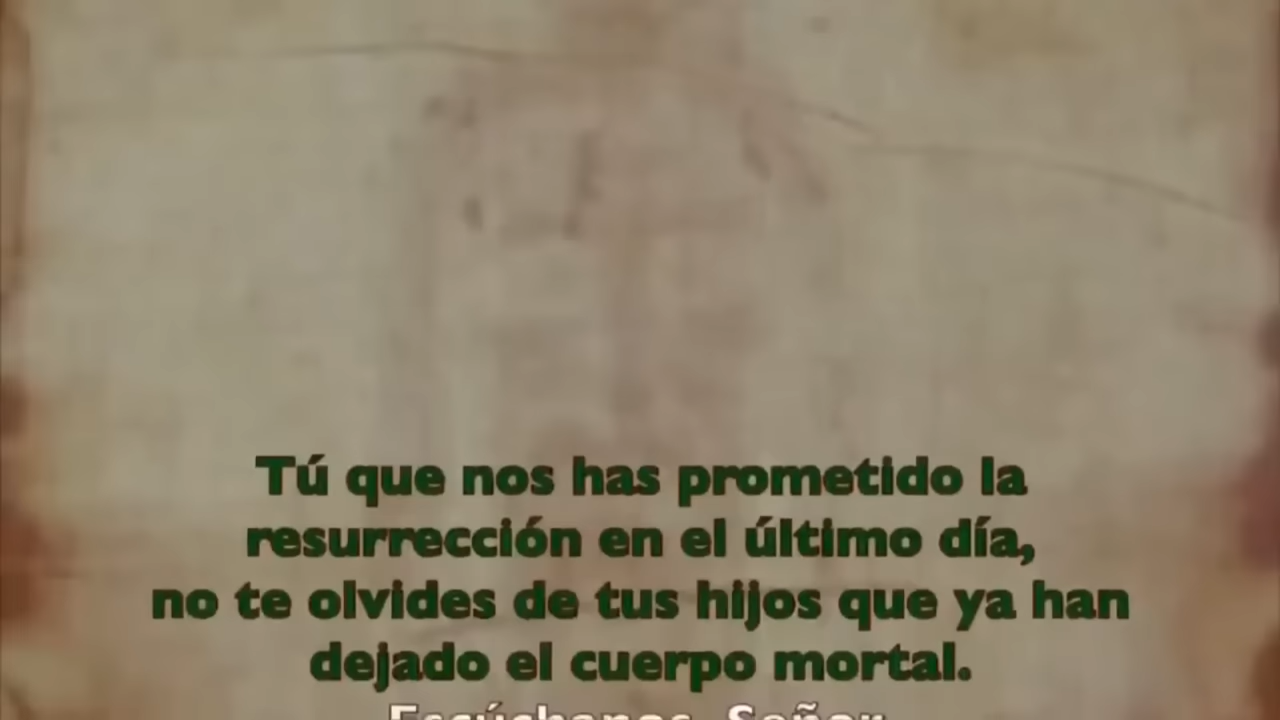 Tú que nos has prometido la
resurrección en el último día,
no te olvides de tus hijos que ya han
dejado el cuerpo mortal.
Escúchanos, Señor